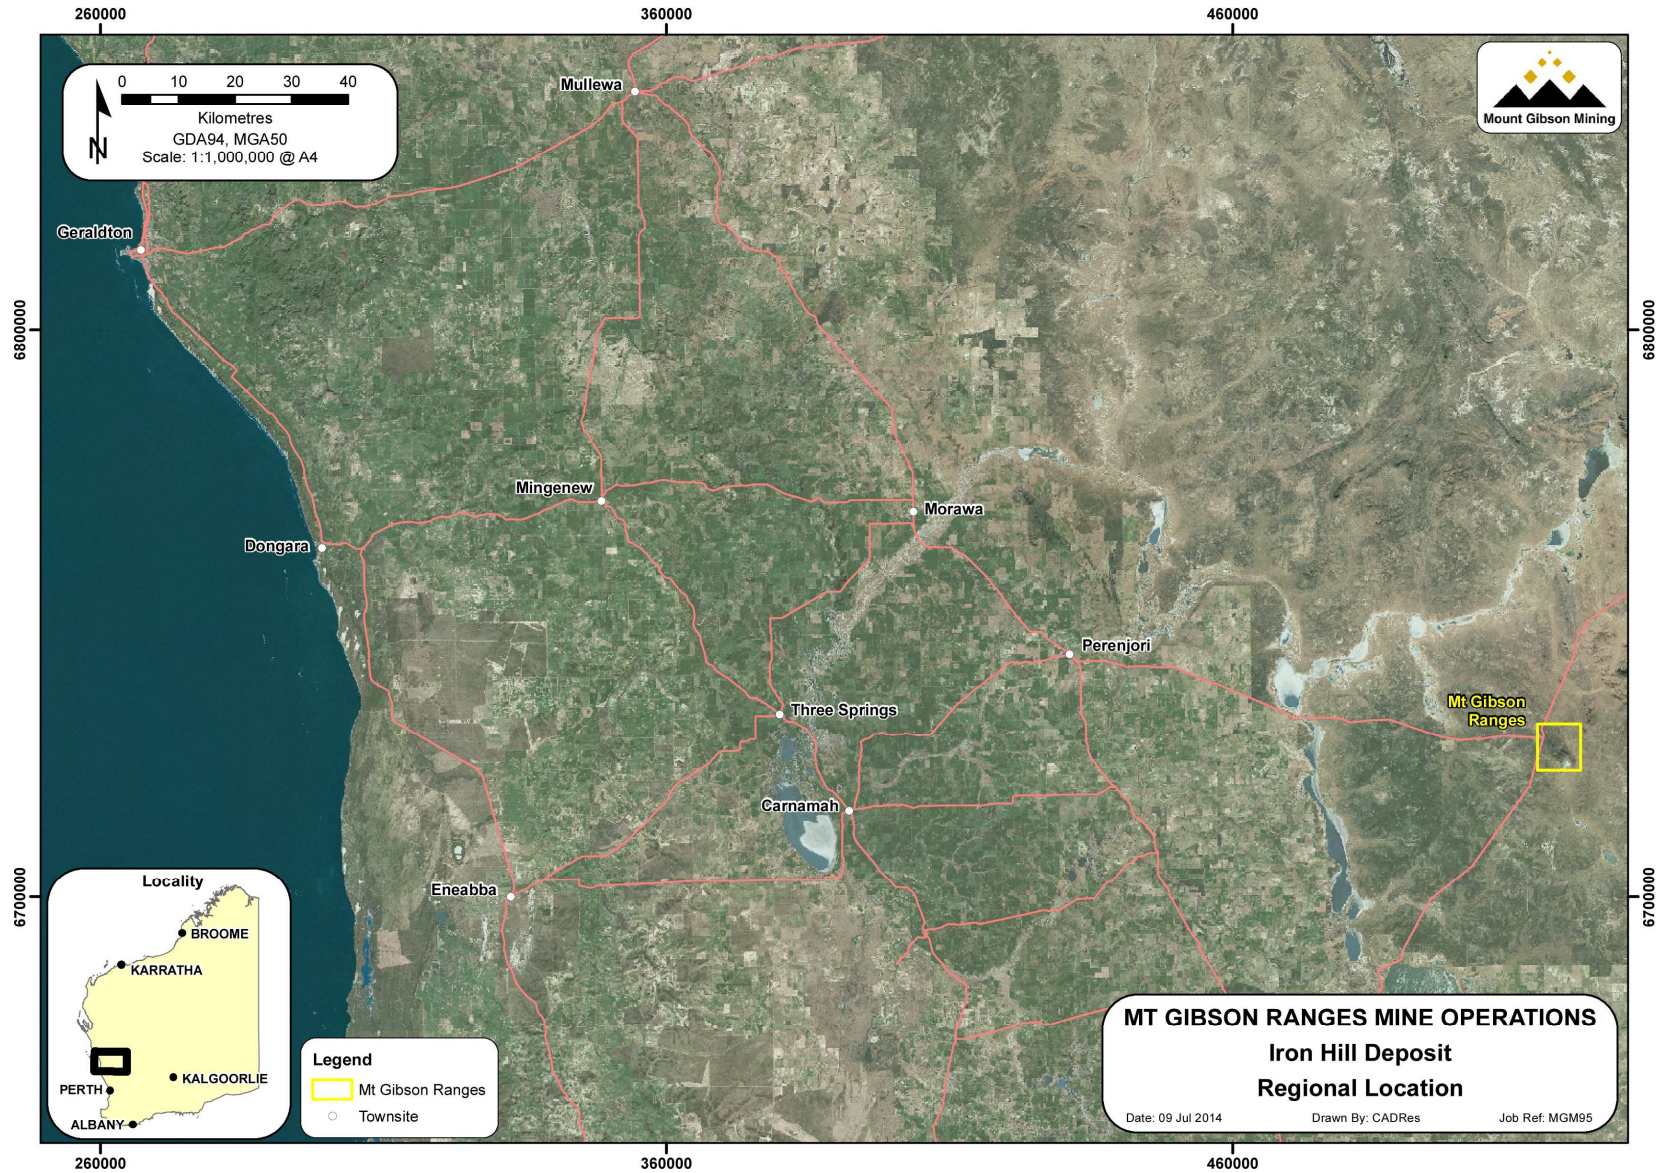 260000
360000
460000
0 10 20 30 40
Kilometres
GDA94, MGA50
Scale: 1:1,000,000 @ A4
N
Mount Gibson Mining
Mullewa
Geraldton
6800000
6800000
Mingenew
Morawa
Dongara
Perenjori
Mt Gibson
Ranges
Three Springs
Carnamah
Eneabba
6700000
6700000
Locality
BROOME
KARRATHA
KALGOORLIE
PERTH
ALBANY
Legend
Mt Gibson Ranges
Townsite
MT GIBSON RANGES MINE OPERATIONS
Iron Hill Deposit
Regional Location
Date: 09 Jul 2014
Drawn By: CADRes
Job Ref: MGM95
260000
360000
460000